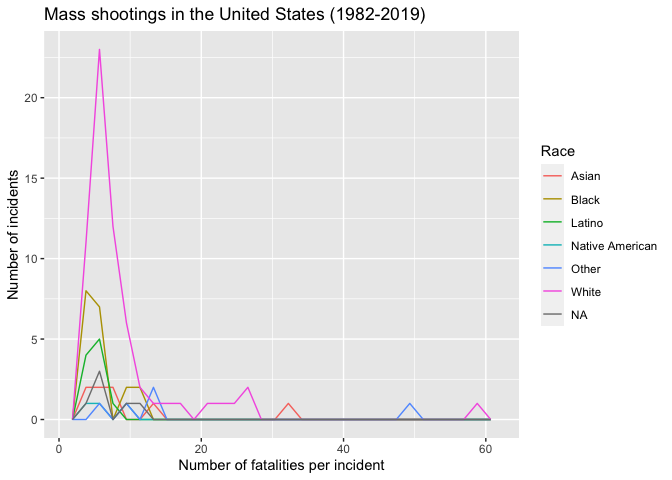 Mass shootings in the United States (1982-2019)
Number of incidents
20
15
10
5
0
0
20
40
60
Number of fatalities per incident
Race
Asian
Black
Latino
Native American
Other
White
NA